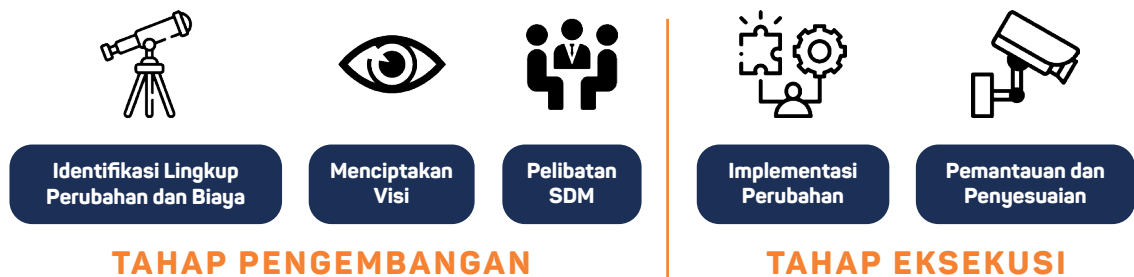 Identifikasi Lingkup
Perubahan dan Biaya
Menciptakan
Visi
Pelibatan
SDM
Implementasi
Perubahan
Pemantauan dan
Penyesuaian
TAHAP PENGEMBANGAN
TAHAP EKSEKUSI